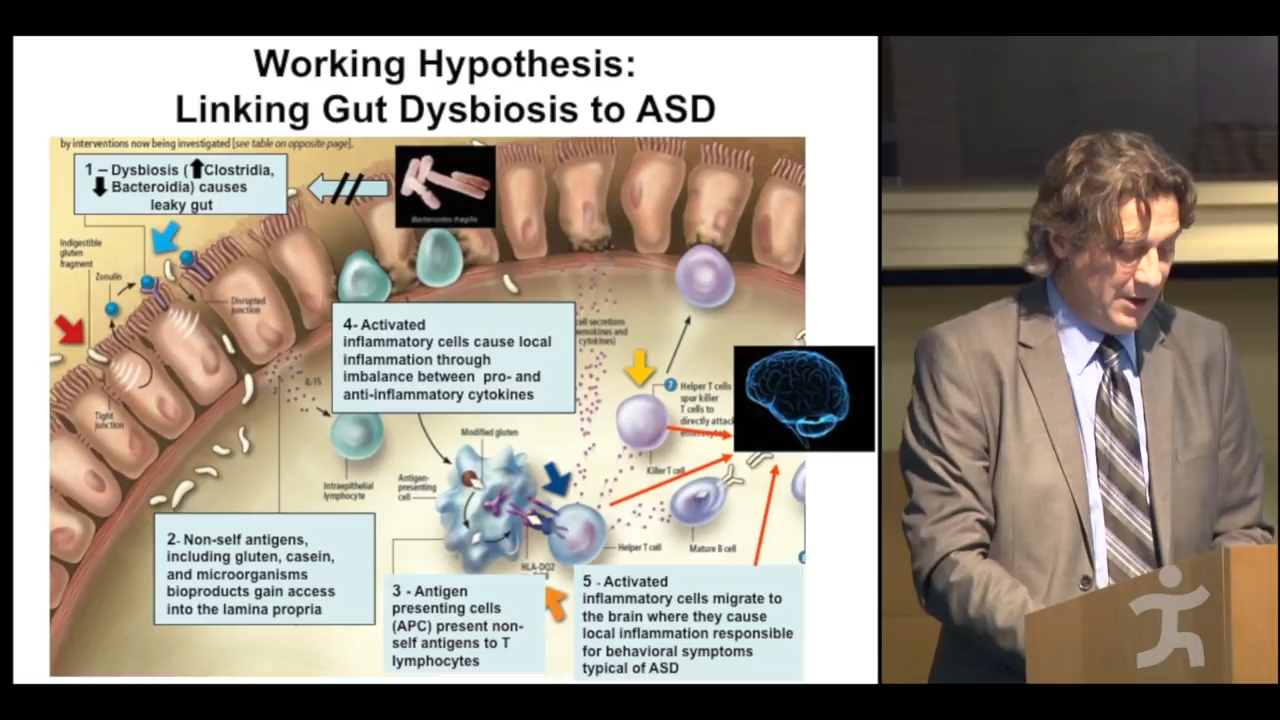 Working Hypothesis:
Linking Gut Dysbiosis to ASD
by interventions now being investigated [see table on opposite page].
1 – Dysbiosis (Clostridia,
Bacteroidia) causes
leaky gut
Bacteroides fragilis
Indigestible
gluten
fragment
Zonulin
Disrupted
junction
Tight
junction
IL-15
4- Activated
inflammatory cells cause local
inflammation through
imbalance between pro- and
anti-inflammatory cytokines
cell secretions
emokines and
cytokines)
7
Helper T cells
spur killer
T cells to
directly attac
Killer T cell
Modified gluten
Antigen-
presenting
cell
Intraepithelial
lymphocyte
Helper T cell
Mature B cell
HLA-DQ2
2- Non-self antigens,
including gluten, casein,
and microorganisms
bioproducts gain access
into the lamina propria
3 - Antigen
presenting cells
(APC) present non-
self antigens to T
lymphocytes
5 - Activated
inflammatory cells migrate to
the brain where they cause
local inflammation responsible
for behavioral symptoms
typical of ASD